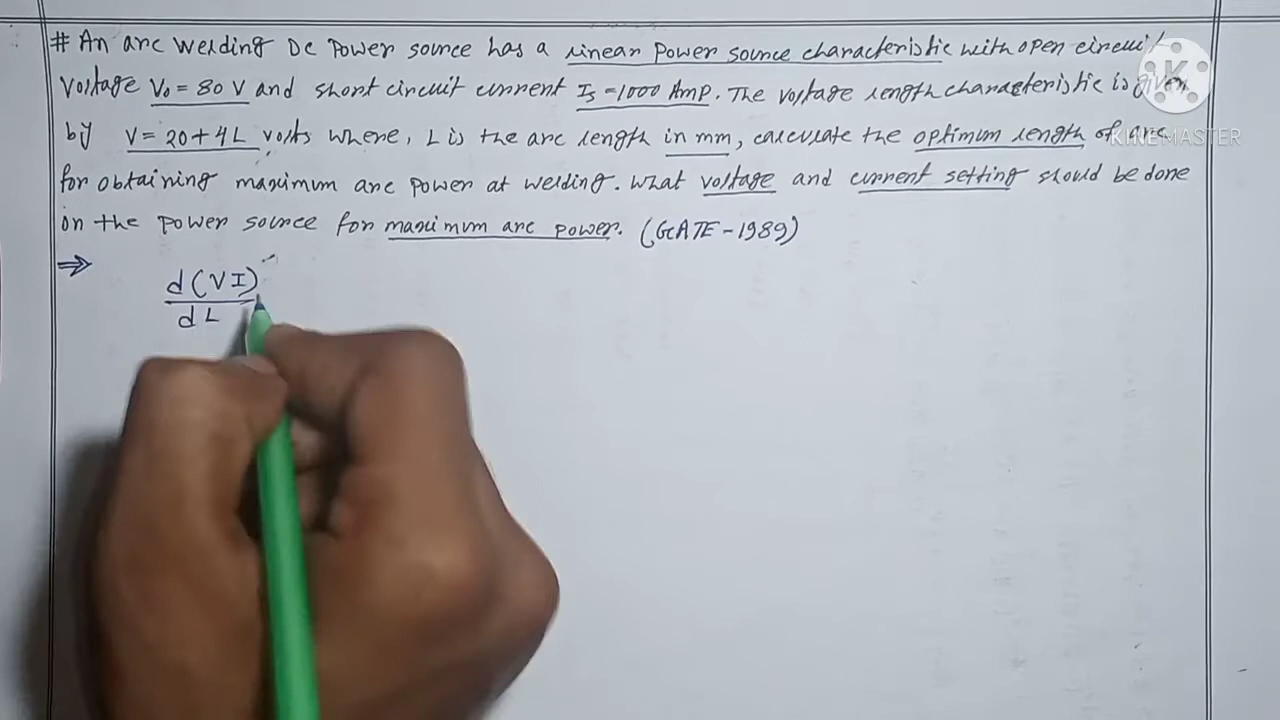 # An arc welding DC power source has a linear power source characteristic with open circuit
voltage V₀ = 80 V and short circuit current Is = 1000 Amp. The voltage length characteristic is given
by V = 20 + 4L volts where, L is the arc length in mm, calculate the optimum length of arc
for obtaining maximum arc power at welding. What voltage and current setting should be done
on the power source for maximum arc power. (GATE - 1989)
⇒ d(VI)
dL
K
KINEMASTER